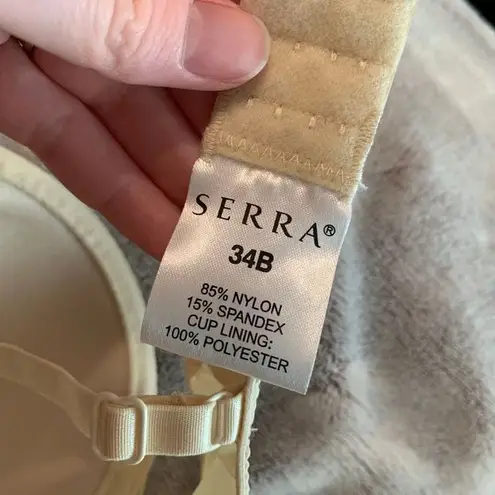 SERRA®
34B
85% NYLON
15% SPANDEX
CUP LINING:
100% POLYESTER